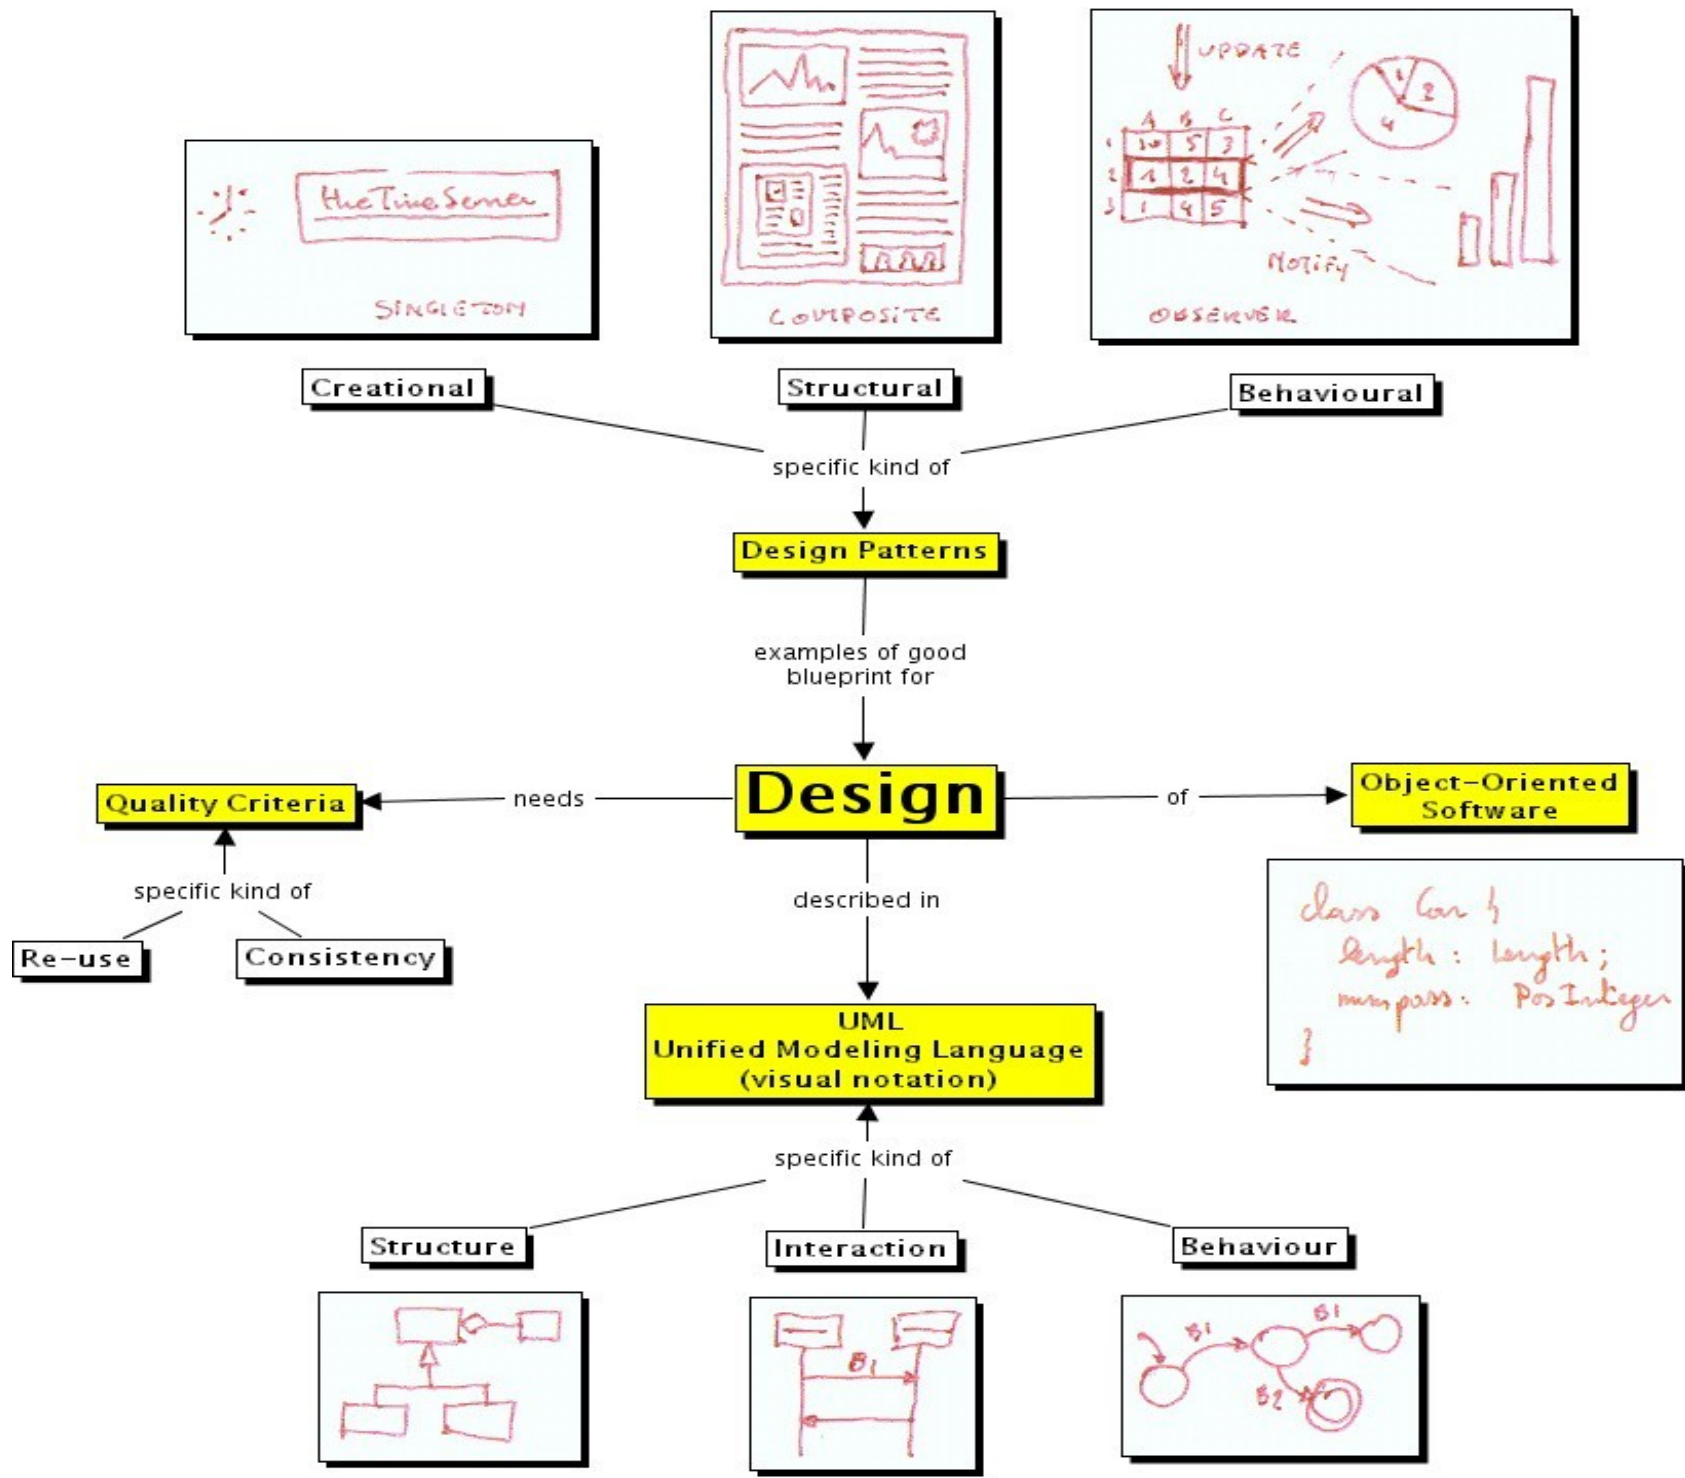 UPDATE
A B C
1 10 5 3
2 1 2 4
3 1 4 5
1 2
4
NOTIFY
OBSERVER
theTimeServer
SINGLETON
COMPOSITE
Creational
Structural
Behavioural
specific kind of
Design Patterns
examples of good
blueprint for
Design
Quality Criteria
needs
of
Object-Oriented
Software
specific kind of
Re-use
Consistency
described in
class Car {
length : Length;
numpass : PosInteger
}
UML
Unified Modeling Language
(visual notation)
specific kind of
Structure
Interaction
Behaviour
B1
B1
B1
B2